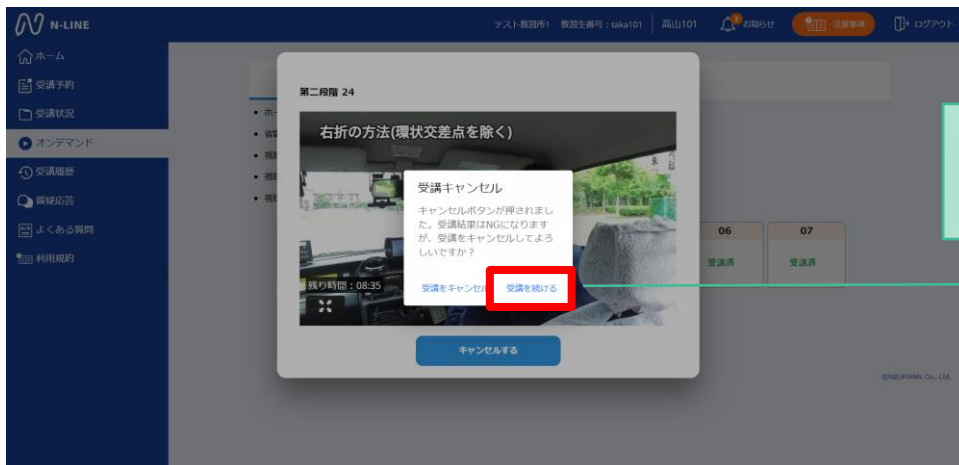 N-LINE
テスト教習所1 教習生番号:taka101 高山101 お知らせ 注意事項 ログアウト
ホーム
受講予約
受講状況
オンデマンド
受講履歴
質疑応答
よくある質問
利用規約
第二段階 24
右折の方法(環状交差点を除く)
受講キャンセル
キャンセルボタンが押されまし
た。受講結果はNGになります
が、受講をキャンセルしてよろ
しいですか?
受講をキャンセル 受講を続ける
残り時間:08:35
キャンセルする
06 07
受講済 受講済
©NEUMANN Co., Ltd